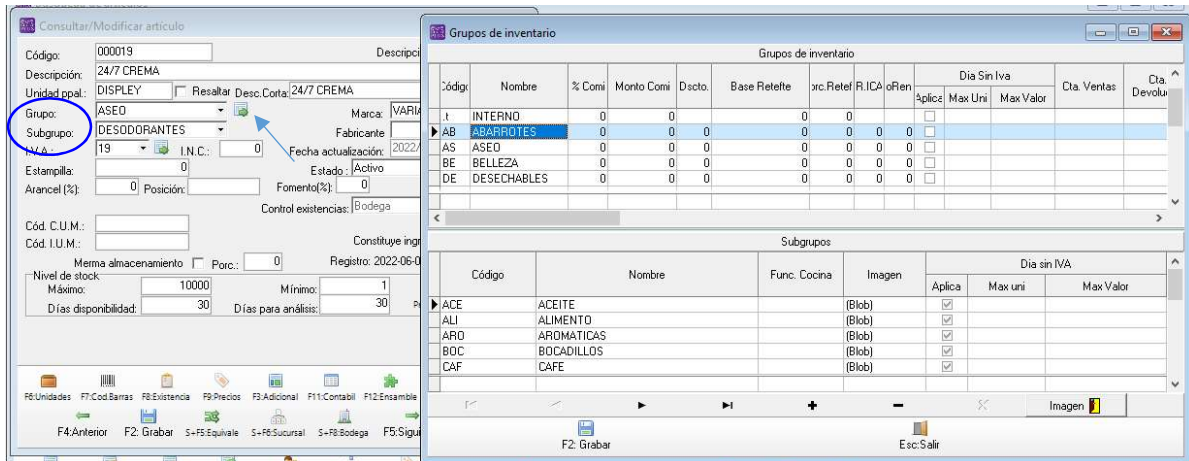 Consultar/Modificar artículo
Código: 000019 Descripci
Descripción: 24/7 CREMA
Unidad ppal.: DISPLEY Resaltar Desc.Corta: 24/7 CREMA
Grupo: ASEO Marca: VARIA
Subgrupo: DESODORANTES Fabricante
I.V.A.: 19 I.N.C.: 0 Fecha actualización: 2022/
Estampilla: 0 Estado : Activo
Arancel (%): 0 Posición: Fomento(%): 0
Control existencias: Bodega
Cód. C.U.M.:
Cód. I.U.M.: Constituye ingr
Merma almacenamiento Porc.: 0 Registro: 2022-06-0
Nivel de stock
Máximo: 10000 Mínimo: 1
Días disponibilidad: 30 Días para análisis: 30
F6:Unidades F7:Cod.Barras F8:Existencia F9:Precios F3:Adicional F11:Contabil F12:Ensamble
F4:Anterior F2: Grabar S+F5:Equivale S+F6:Sucursal S+F8:Bodega F5:Sigui
Grupos de inventario
Grupos de inventario
Códigc Nombre % Comi Monto Comi Dscto. Base Retefte orc.Retef R.ICA oRen Dia Sin Iva Cta. Ventas Cta. Devoluc
Aplica Max Uni Max Valor
.t INTERNO 0 0 0 0
AB ABARROTES 0 0 0 0 0 0 0
AS ASEO 0 0 0 0 0 0 0
BE BELLEZA 0 0 0 0 0 0 0
DE DESECHABLES 0 0 0 0 0 0 0
Subgrupos
Código Nombre Func. Cocina Imagen Dia sin IVA
Aplica Max uni Max Valor
ACE ACEITE (Blob)
ALI ALIMENTO (Blob)
ARO AROMATICAS (Blob)
BOC BOCADILLOS (Blob)
CAF CAFE (Blob)
Imagen
F2: Grabar Esc:Salir